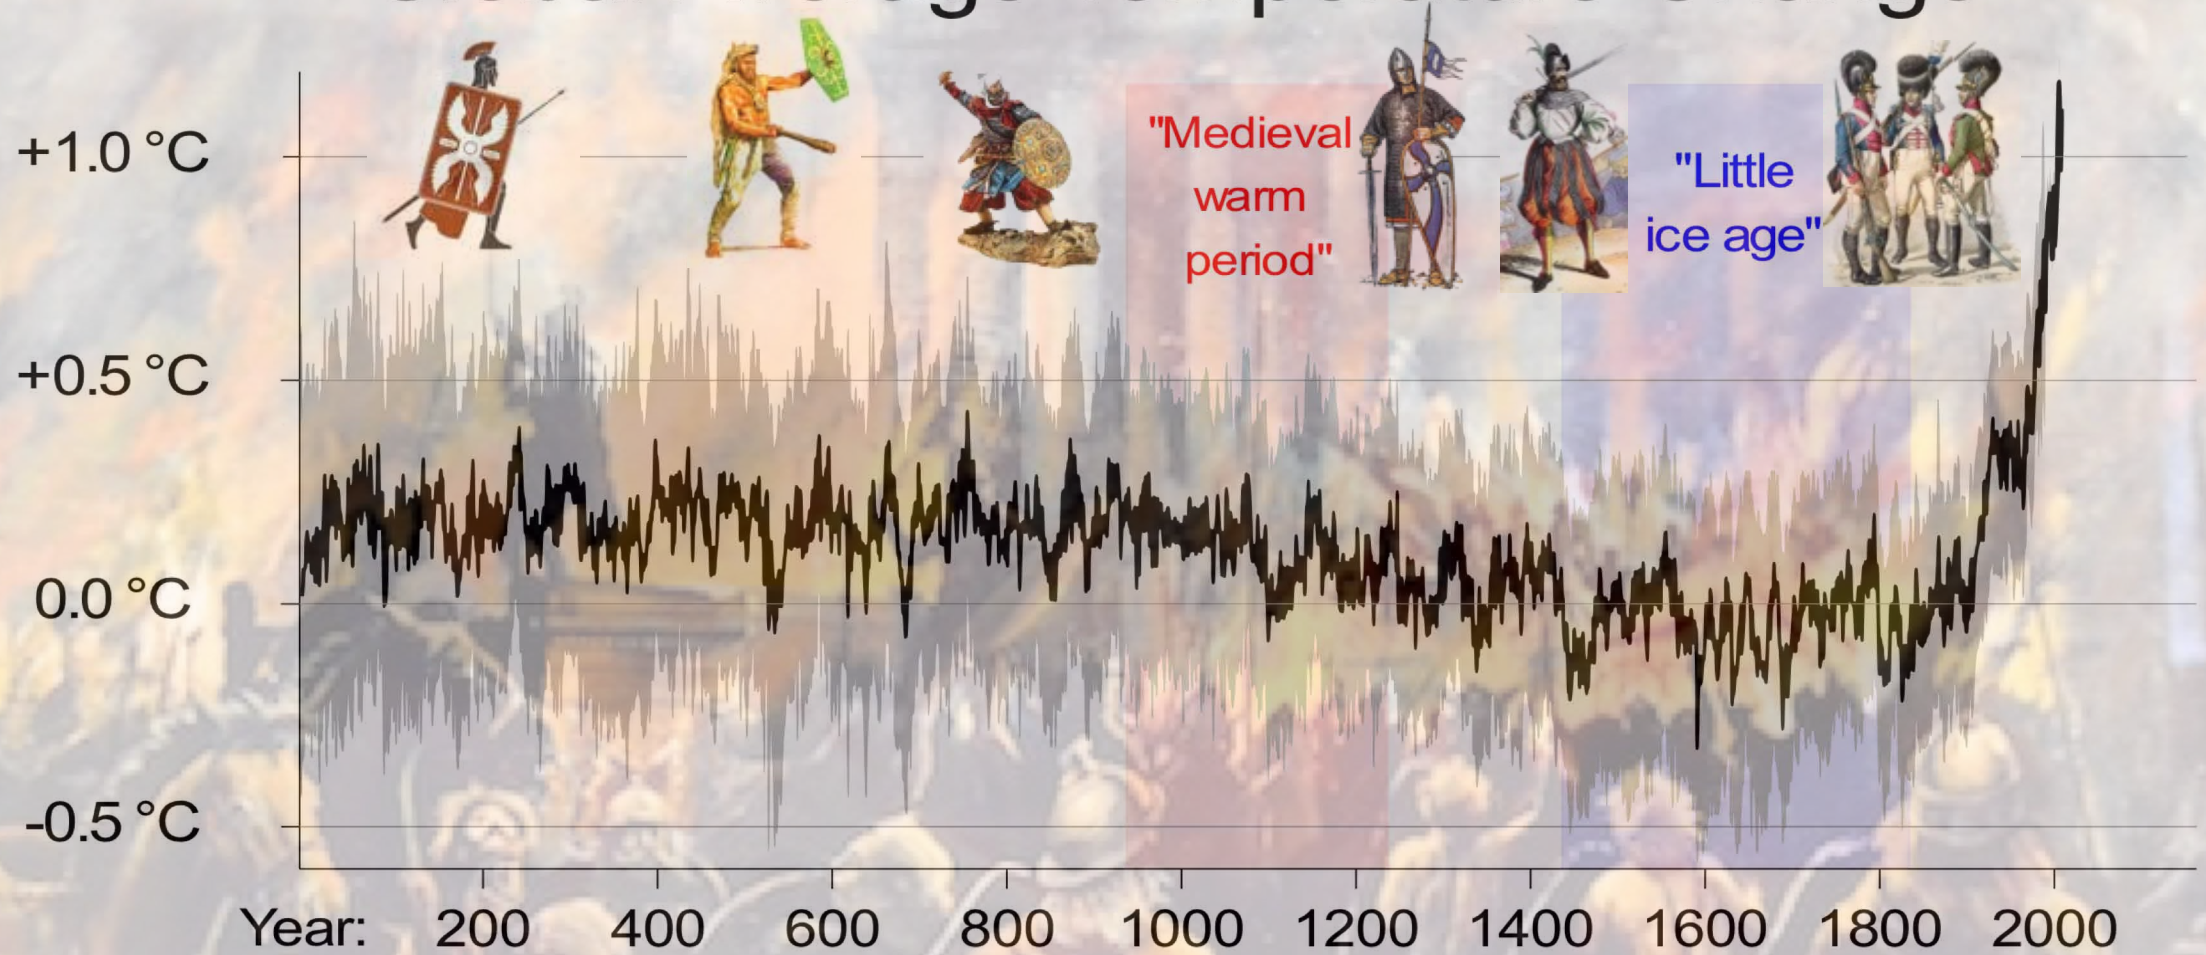 +1.0 °C
+0.5 °C
0.0 °C
-0.5 °C
"Medieval
warm
period"
"Little
ice age"
Year: 200 400 600 800 1000 1200 1400 1600 1800 2000